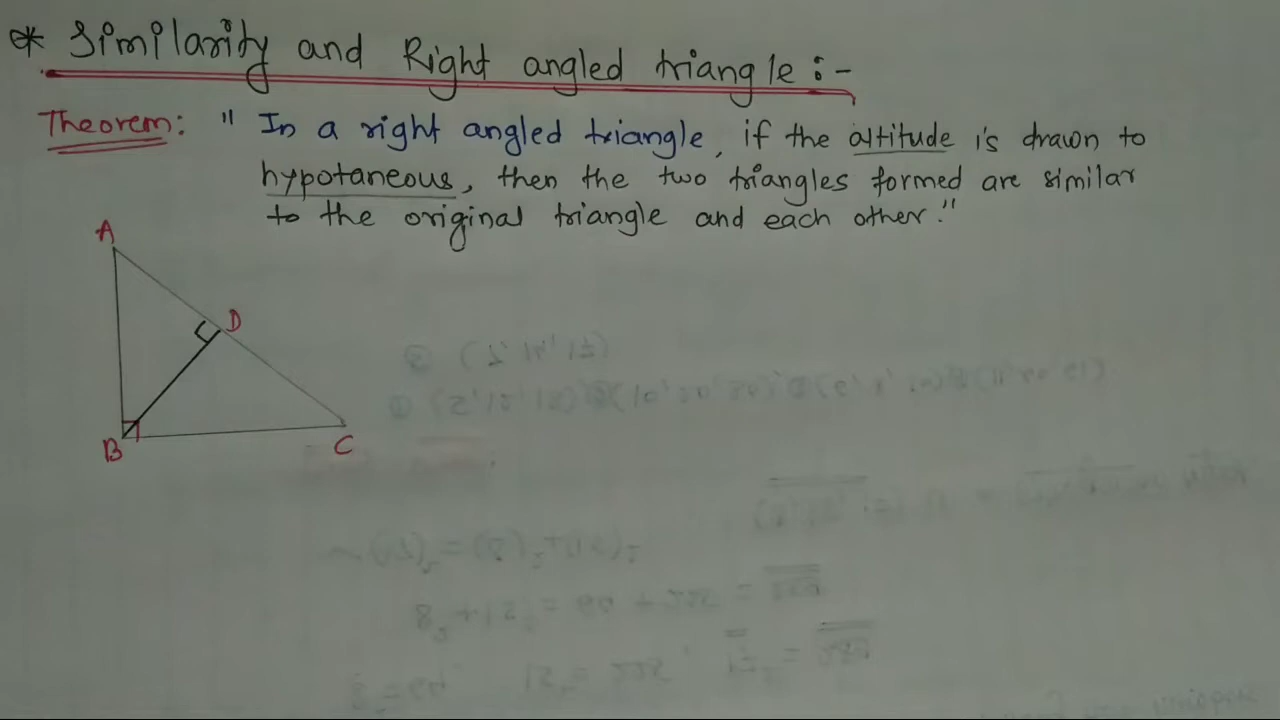 * Similarity and Right angled triangle :-
Theorem: " In a right angled triangle, if the altitude is drawn to
hypotaneous, then the two triangles formed are similar
to the original triangle and each other."
A
D
B
C